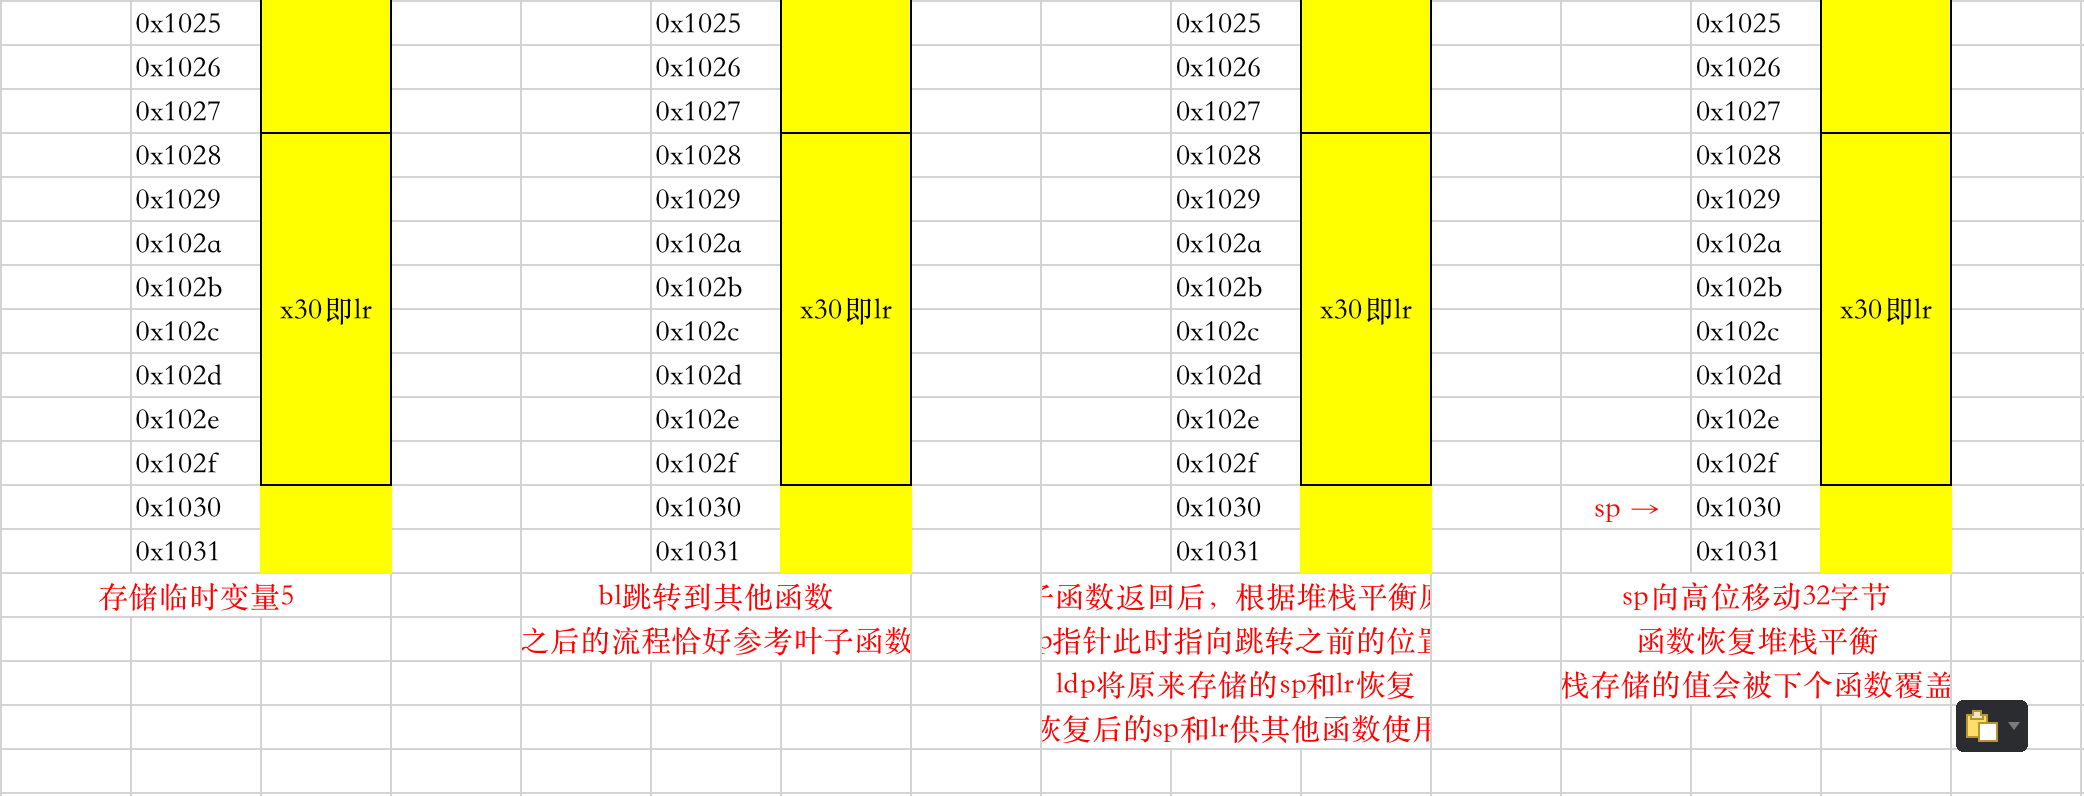 0x1025 0x1025 0x1025 0x1025
0x1026 0x1026 0x1026 0x1026
0x1027 0x1027 0x1027 0x1027
0x1028 0x1028 0x1028 0x1028
0x1029 0x1029 0x1029 0x1029
0x102a 0x102a 0x102a 0x102a
0x102b 0x102b 0x102b 0x102b
x30即lr x30即lr x30即lr x30即lr
0x102c 0x102c 0x102c 0x102c
0x102d 0x102d 0x102d 0x102d
0x102e 0x102e 0x102e 0x102e
0x102f 0x102f 0x102f 0x102f
0x1030 0x1030 0x1030 sp → 0x1030
0x1031 0x1031 0x1031 0x1031
存储临时变量5 bl跳转到其他函数 函数返回后，根据堆栈平衡 sp向高位移动32字节
之后的流程恰好参考叶子函数 指针此时指向跳转之前的位置 函数恢复堆栈平衡
ldp将原来存储的sp和lr恢复 栈存储的值会被下个函数覆盖
恢复后的sp和lr供其他函数使用